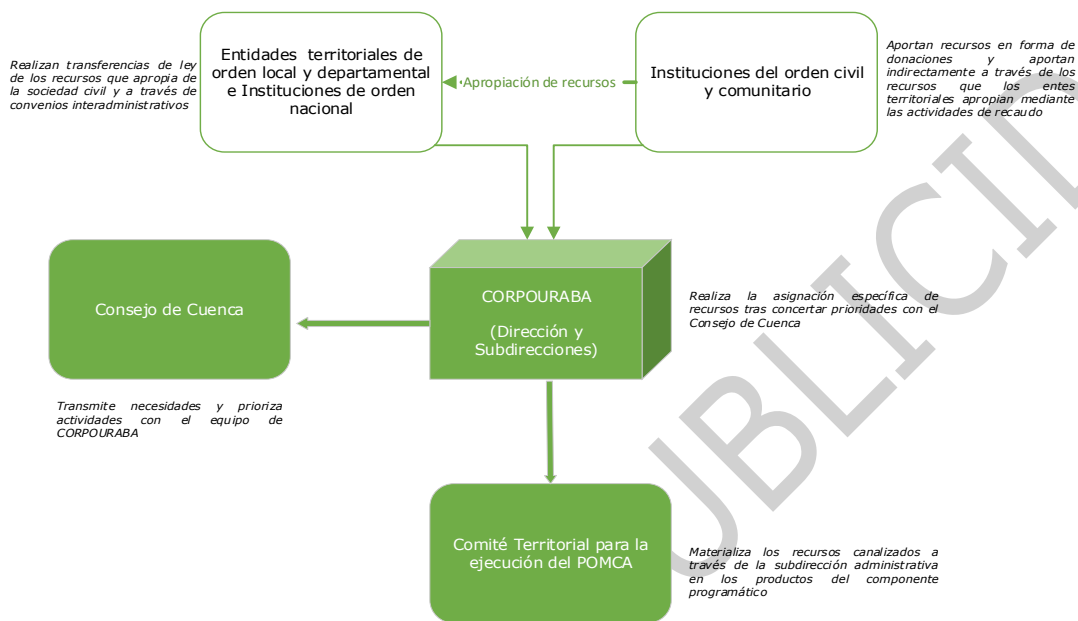 Realizan transferencias de ley
de los recursos que apropia de
la sociedad civil y a través de
convenios interadministrativos
Entidades territoriales de
orden local y departamental
e Instituciones de orden
nacional
Apropiación de recursos
Instituciones del orden civil
y comunitario
Aportan recursos en forma de
donaciones y aportan
indirectamente a través de los
recursos que los entes
territoriales apropian mediante
las actividades de recaudo
Consejo de Cuenca
CORPOURABA
(Dirección y
Subdirecciones)
Realiza la asignación específica de
recursos tras concertar prioridades con el
Consejo de Cuenca
Transmite necesidades y prioriza
actividades con el equipo de
CORPOURABA
Comité Territorial para la
ejecución del POMCA
Materializa los recursos canalizados a
través de la subdirección administrativa
en los productos del componente
programático
UBLICID